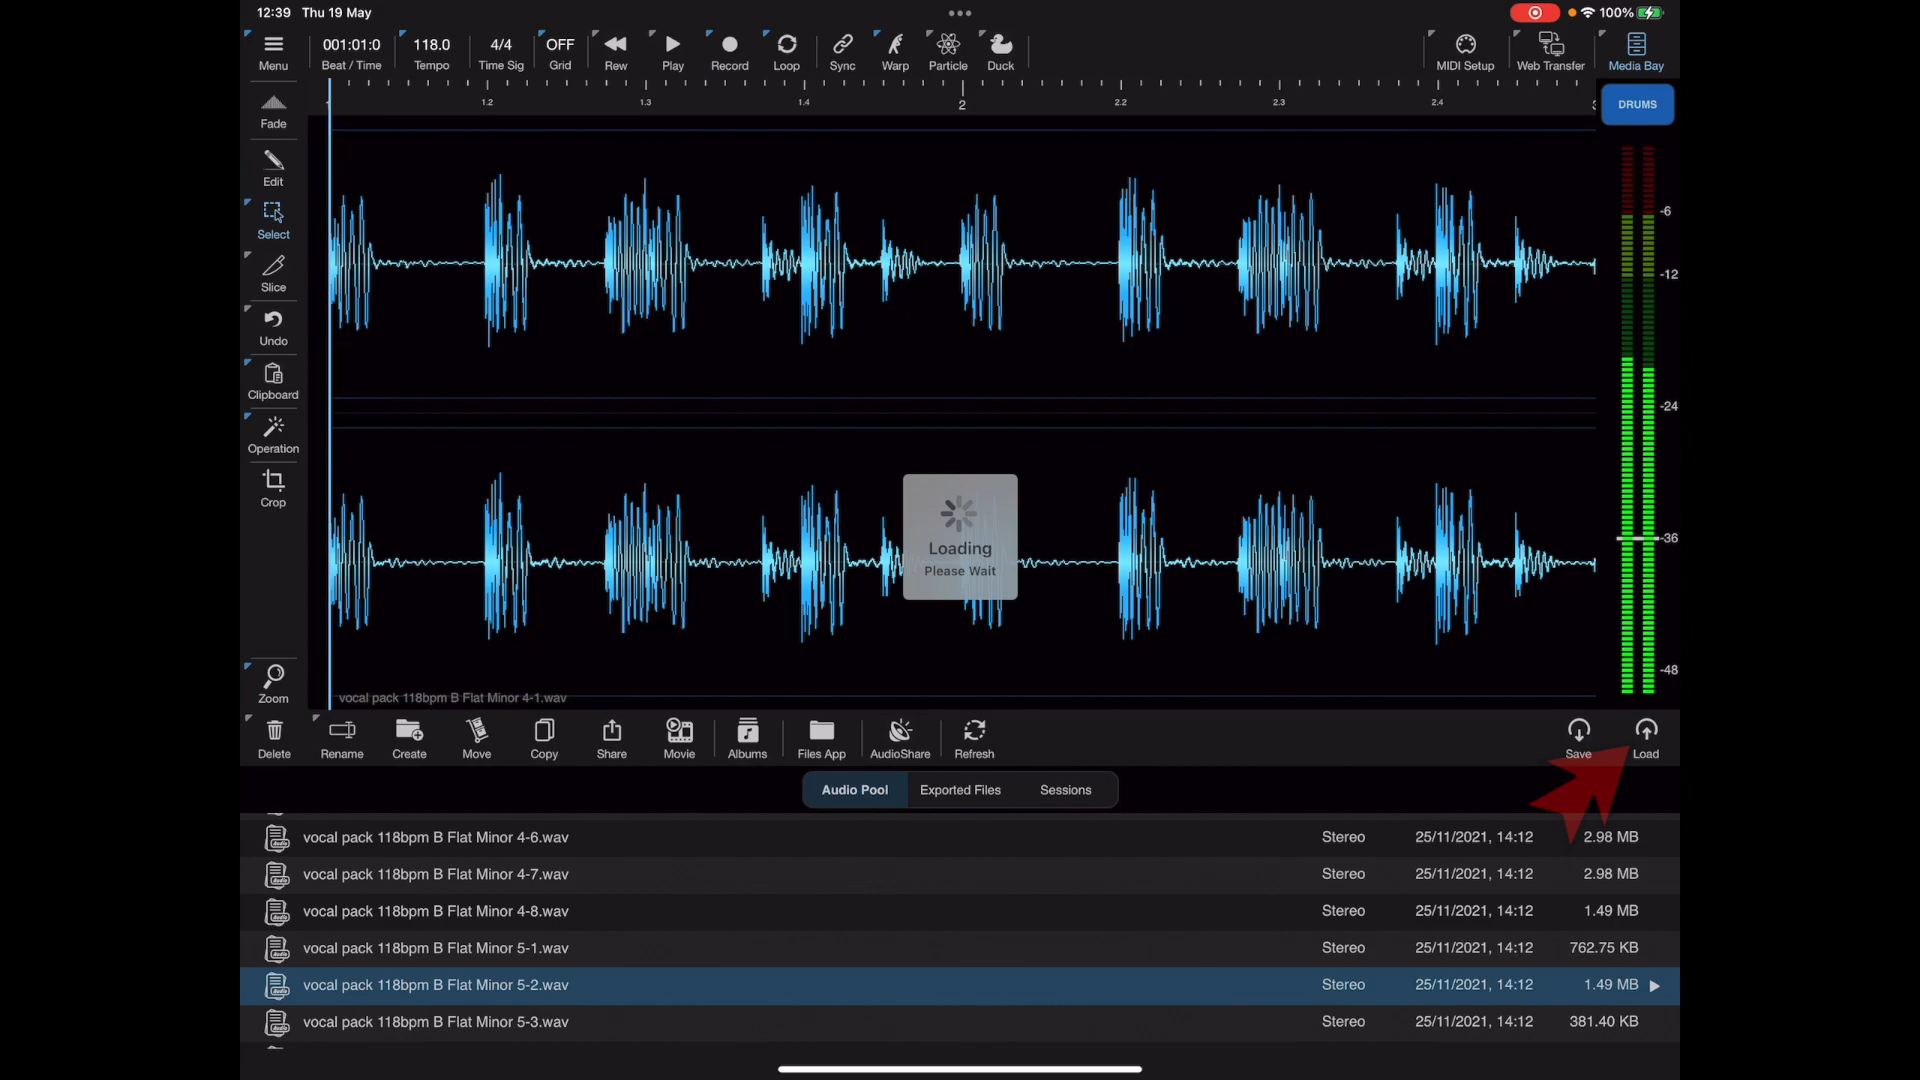 12:39 Thu 19 May
100%
Menu
001:01:0
Beat / Time
118.0
Tempo
4/4
Time Sig
OFF
Grid
Rew
Play
Record
Loop
Sync
Warp
Particle
Duck
MIDI Setup
Web Transfer
Media Bay
1.2 1.3 1.4 2 2.2 2.3 2.4
DRUMS
Fade
Edit
Select
Slice
Undo
Clipboard
Operation
Crop
Zoom
-6
-12
-24
-36
-48
Loading
Please Wait
vocal pack 118bpm B Flat Minor 4-1.wav
Delete
Rename
Create
Move
Copy
Share
Movie
Albums
Files App
AudioShare
Refresh
Save
Load
Audio Pool
Exported Files
Sessions
vocal pack 118bpm B Flat Minor 4-6.wav Stereo 25/11/2021, 14:12 2.98 MB
vocal pack 118bpm B Flat Minor 4-7.wav Stereo 25/11/2021, 14:12 2.98 MB
vocal pack 118bpm B Flat Minor 4-8.wav Stereo 25/11/2021, 14:12 1.49 MB
vocal pack 118bpm B Flat Minor 5-1.wav Stereo 25/11/2021, 14:12 762.75 KB
vocal pack 118bpm B Flat Minor 5-2.wav Stereo 25/11/2021, 14:12 1.49 MB
vocal pack 118bpm B Flat Minor 5-3.wav Stereo 25/11/2021, 14:12 381.40 KB